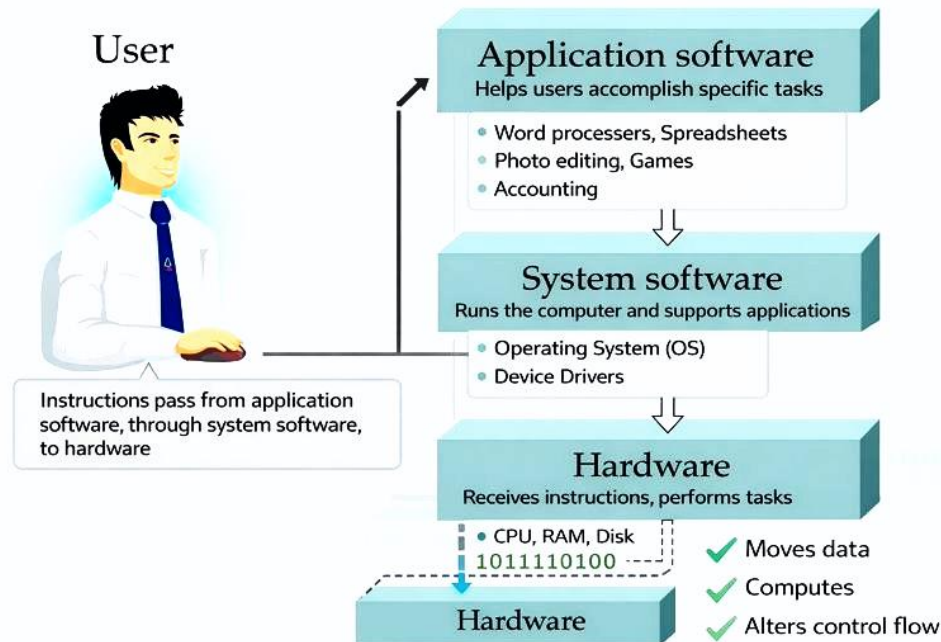 User
Application software
Helps users accomplish specific tasks
• Word processers, Spreadsheets
• Photo editing, Games
• Accounting
System software
Runs the computer and supports applications
• Operating System (OS)
• Device Drivers
Instructions pass from application
software, through system software,
to hardware
Hardware
Receives instructions, performs tasks
• CPU, RAM, Disk
1011110100
Hardware
✓ Moves data
✓ Computes
✓ Alters control flow